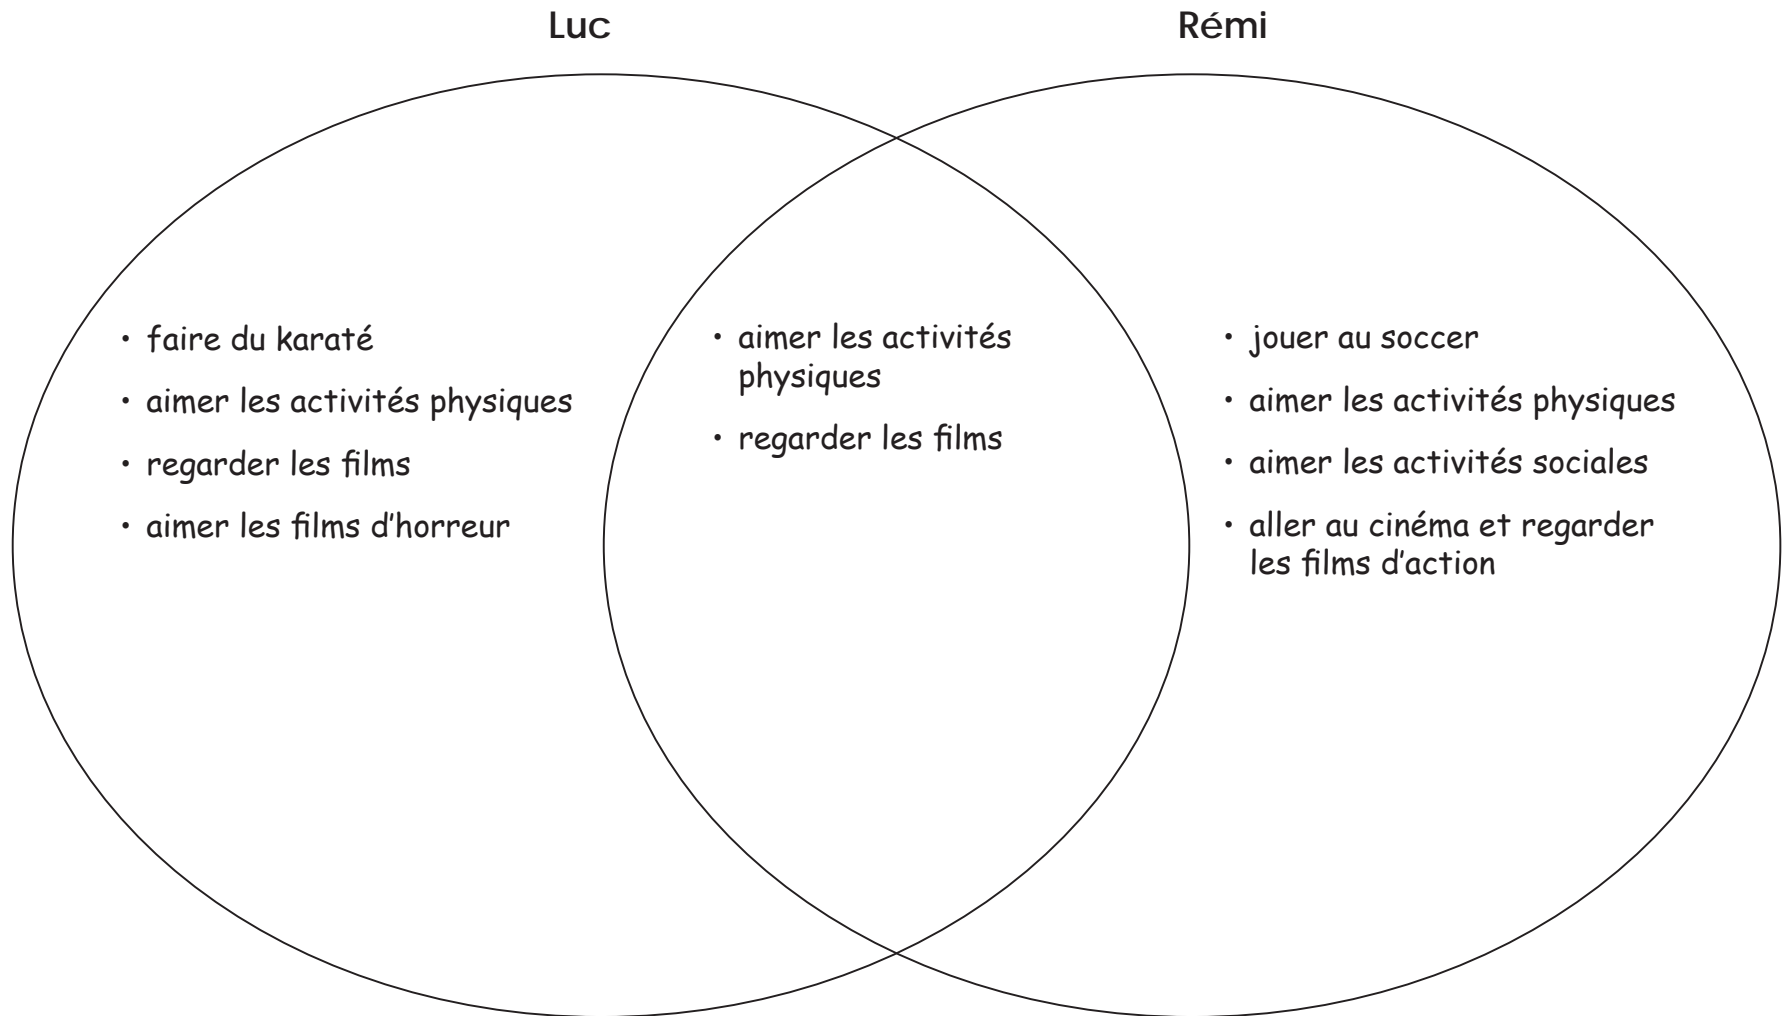 Luc
Rémi
• faire du karaté
• aimer les activités physiques
• regarder les films
• aimer les films d'horreur
• aimer les activités
physiques
• regarder les films
• jouer au soccer
• aimer les activités physiques
• aimer les activités sociales
• aller au cinéma et regarder
les films d'action